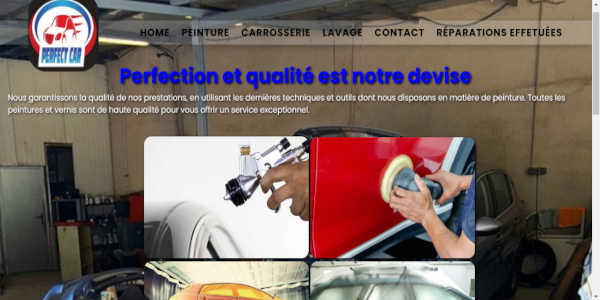 PERFECT CAR
HOME PEINTURE CARROSSERIE LAVAGE CONTACT RÉPARATIONS EFFETUÉES
Perfection et qualité est notre devise
Nous garantissons la qualité de nos prestations, en utilisant les dernières techniques et outils dont nous disposons en matière de peinture. Toutes les
peintures et vernis sont de haute qualité pour vous offrir un service exceptionnel.